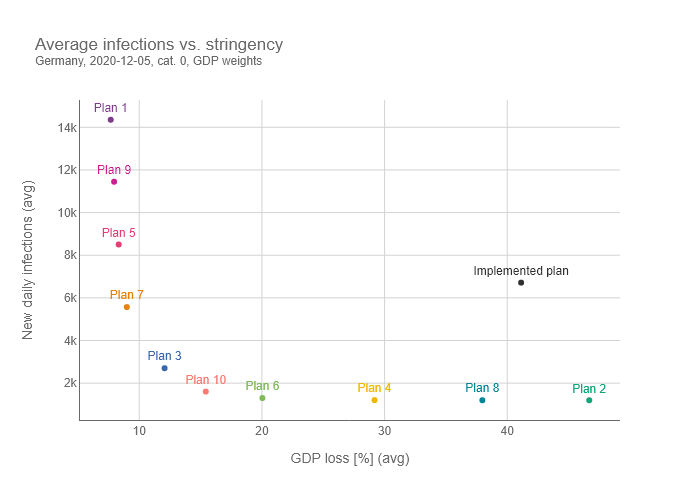 Average infections vs. stringency
Germany, 2020-12-05, cat. 0, GDP weights
Plan 1
14k
12k
Plan 9
10k
Plan 5
8k
Implemented plan
Plan 7
6k
4k
Plan 3
Plan 10
2k
Plan 6
Plan 4
Plan 8
Plan 2
New daily infections (avg)
10
20
30
40
GDP loss [%] (avg)